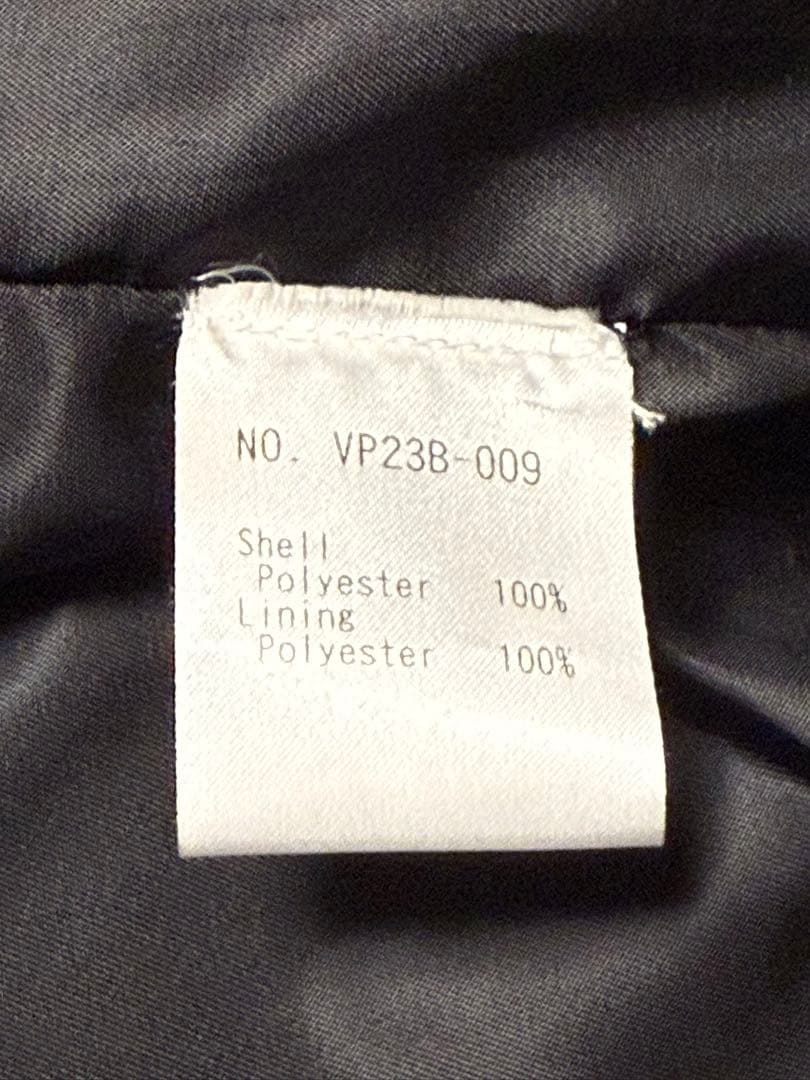 NO. VP23B-009
Shell
Polyester 100%
Lining
Polyester 100%